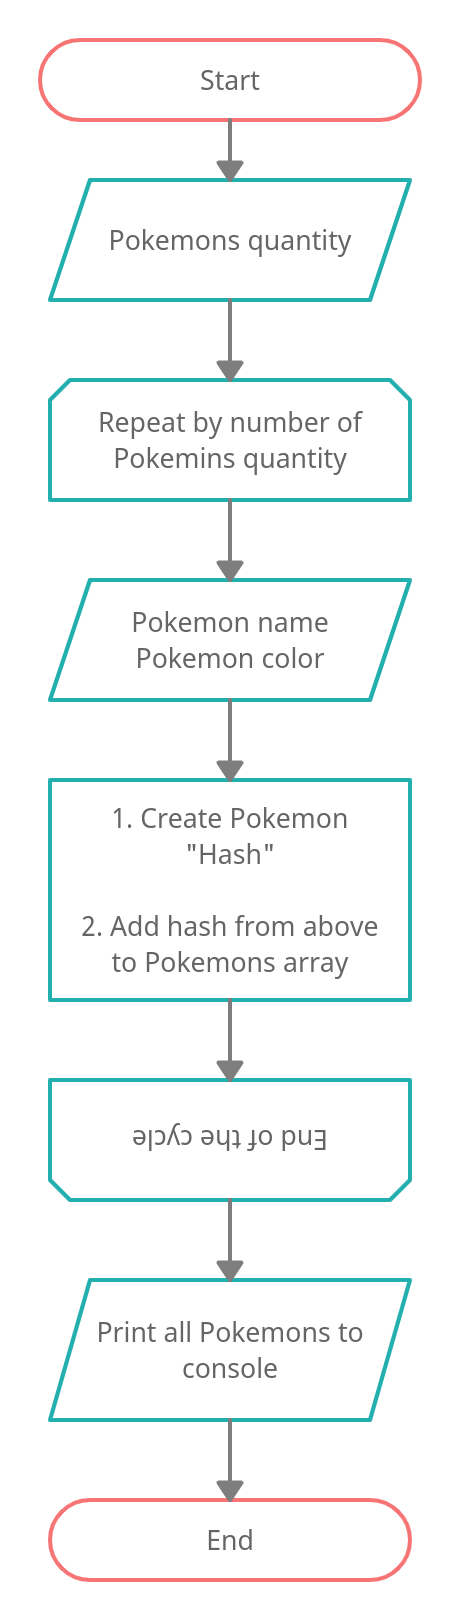 Start
Pokemons quantity
Repeat by number of
Pokemins quantity
Pokemon name
Pokemon color
1. Create Pokemon
"Hash"
2. Add hash from above
to Pokemons array
End of the cycle
Print all Pokemons to
console
End